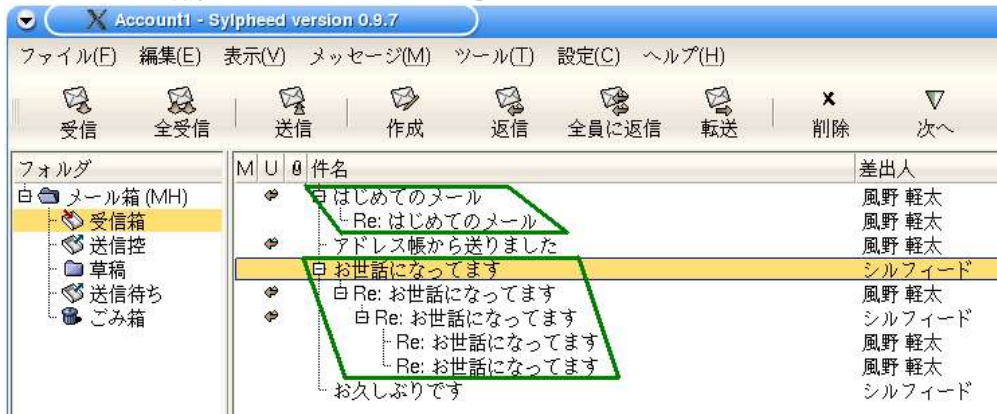 Account1 - Sylpheed version 0.9.7
ファイル(F) 編集(E) 表示(V) メッセージ(M) ツール(T) 設定(C) ヘルプ(H)
受信 全受信 送信 作成 返信 全員に返信 転送 削除 次へ
フォルダ M U 件名 差出人
メール箱 (MH) はじめてのメール 風野 軽太
受信箱 Re: はじめてのメール 風野 軽太
送信控 アドレス帳から送りました 風野 軽太
草稿 お世話になってます シルフィード
送信待ち Re: お世話になってます 風野 軽太
ごみ箱 Re: お世話になってます シルフィード
Re: お世話になってます 風野 軽太
Re: お世話になってます 風野 軽太
お久しぶりです シルフィード